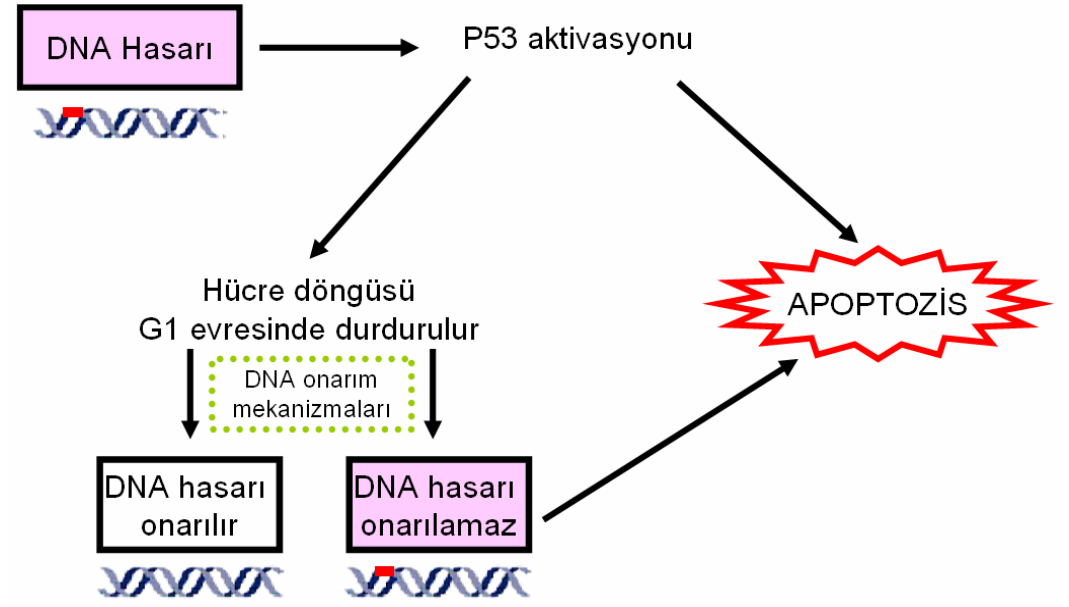 DNA Hasarı
P53 aktivasyonu
Hücre döngüsü
G1 evresinde durdurulur
APOPTOZİS
DNA onarım
mekanizmaları
DNA hasarı
onarılır
DNA hasarı
onarılamaz